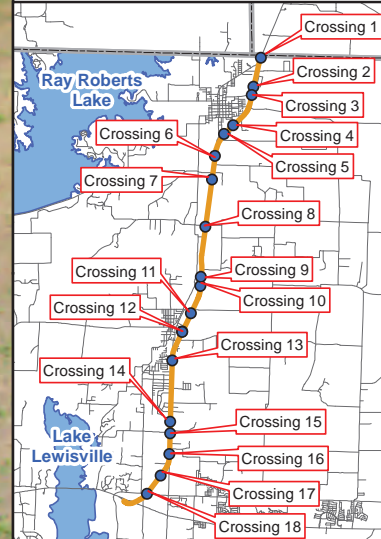 Crossing 1
Ray Roberts
Lake
Crossing 2
Crossing 3
Crossing 6
Crossing 4
Crossing 5
Crossing 7
Crossing 8
Crossing 11
Crossing 9
Crossing 10
Crossing 12
Crossing 13
Crossing 14
Crossing 15
Lake
Lewisville
Crossing 16
Crossing 17
Crossing 18